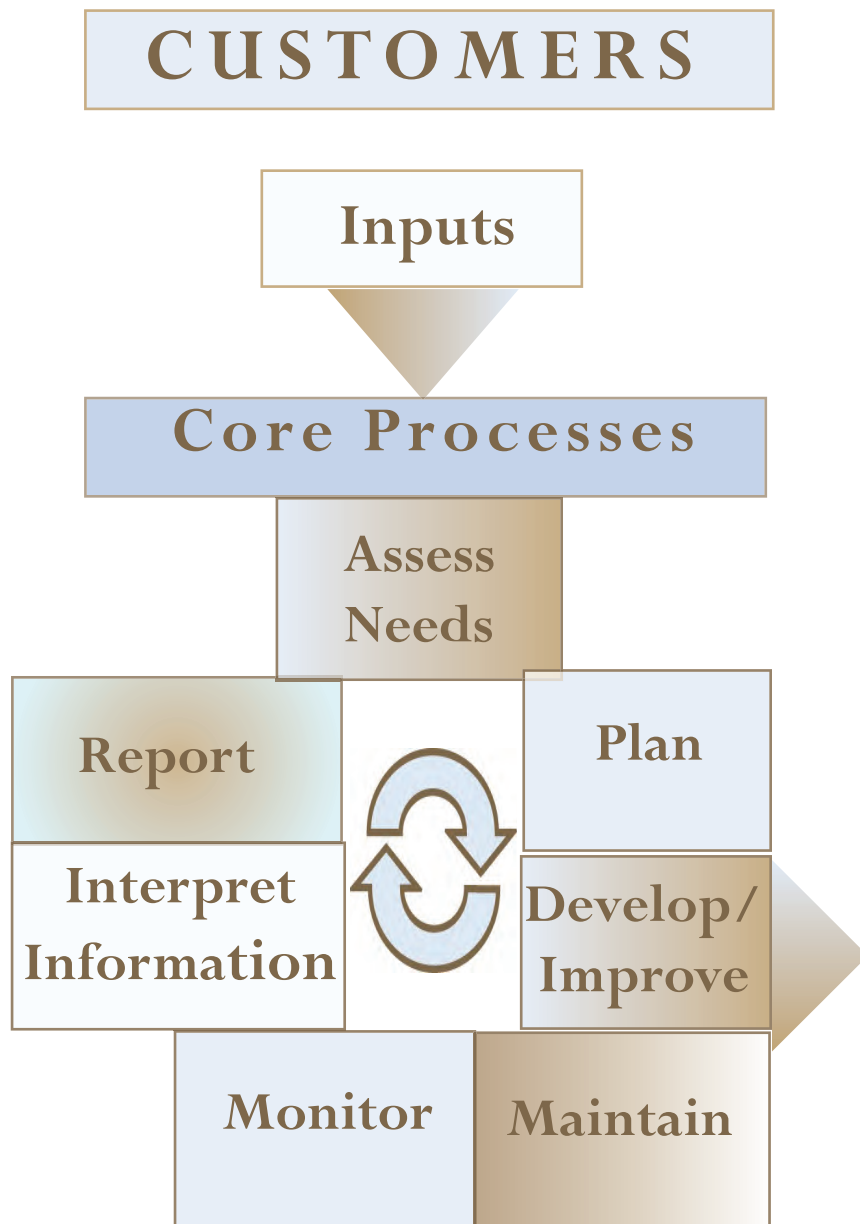 CUSTOMERS
Inputs
Core Processes
Assess
Needs
Report
Plan
Interpret
Information
Develop/
Improve
Monitor
Maintain